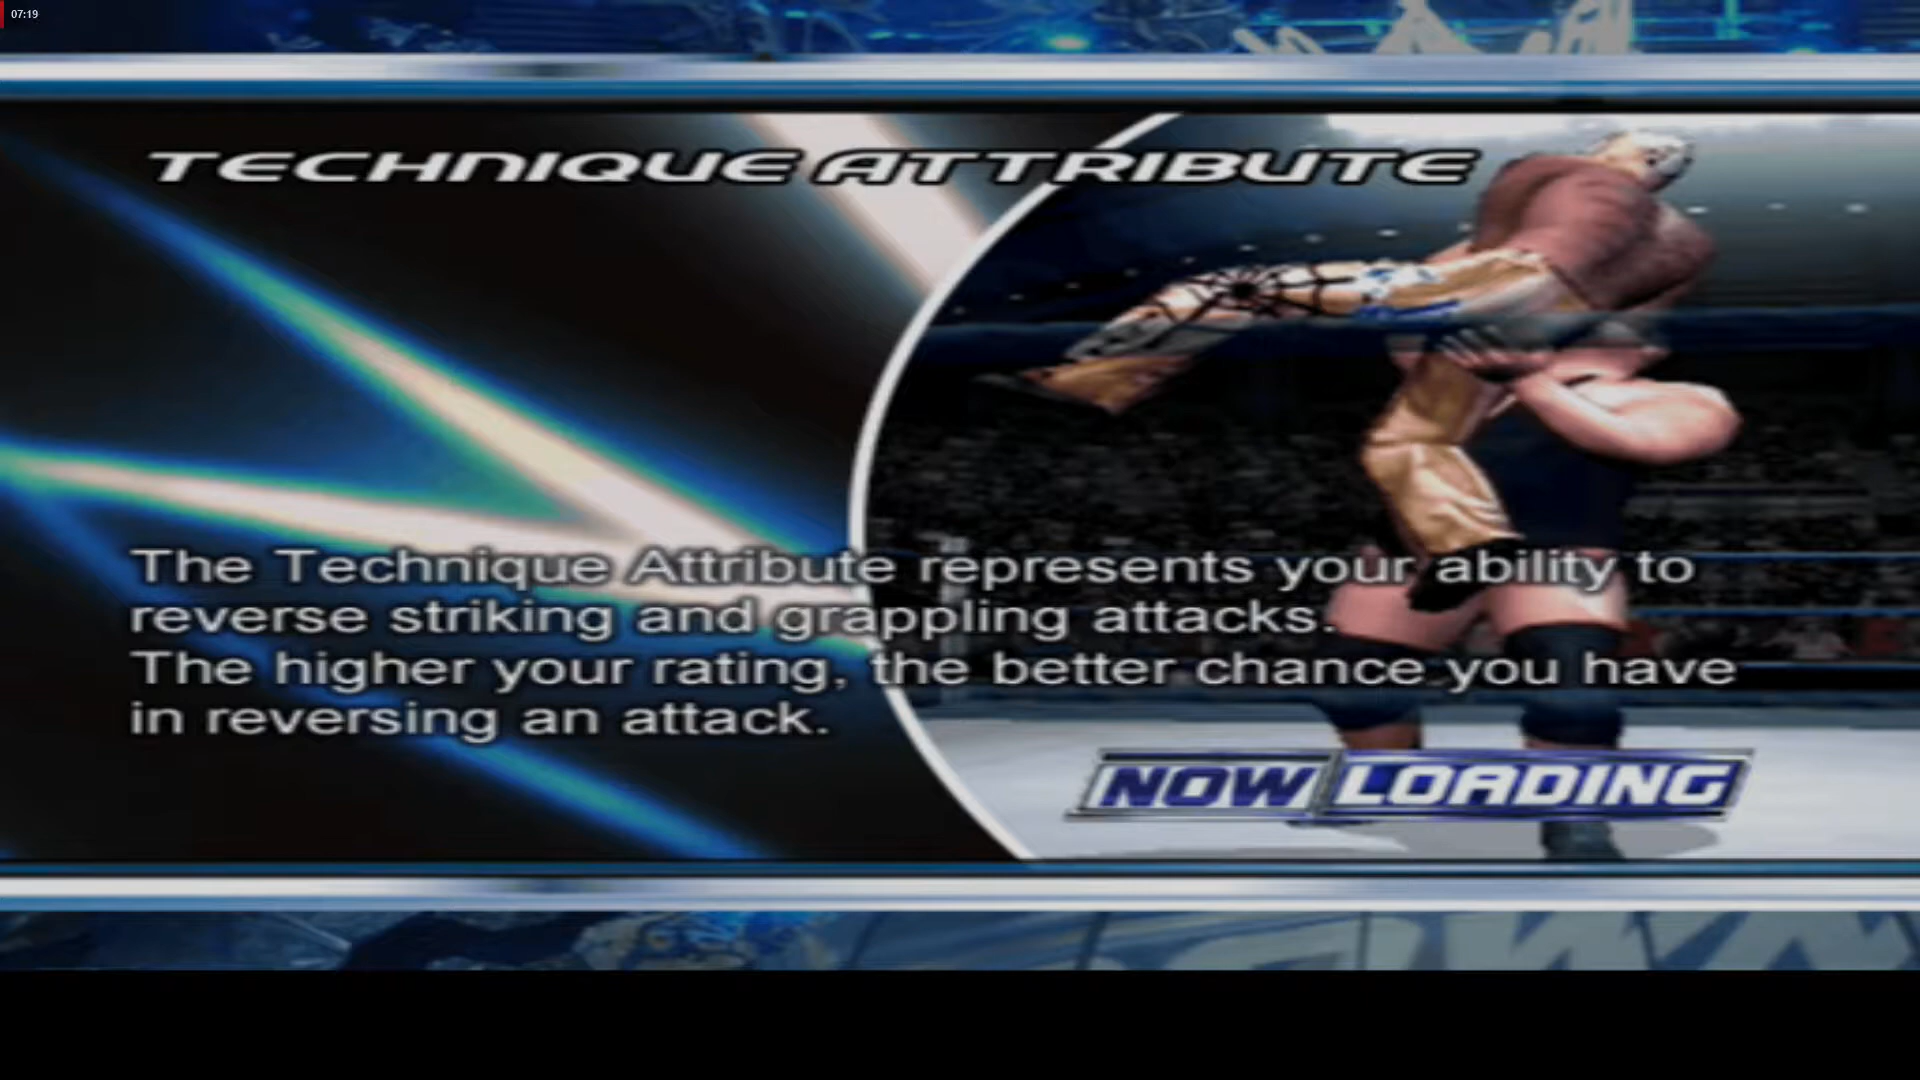 07:19
TECHNIQUE ATTRIBUTE
The Technique Attribute represents your ability to
reverse striking and grappling attacks.
The higher your rating, the better chance you have
in reversing an attack.
NOW LOADING